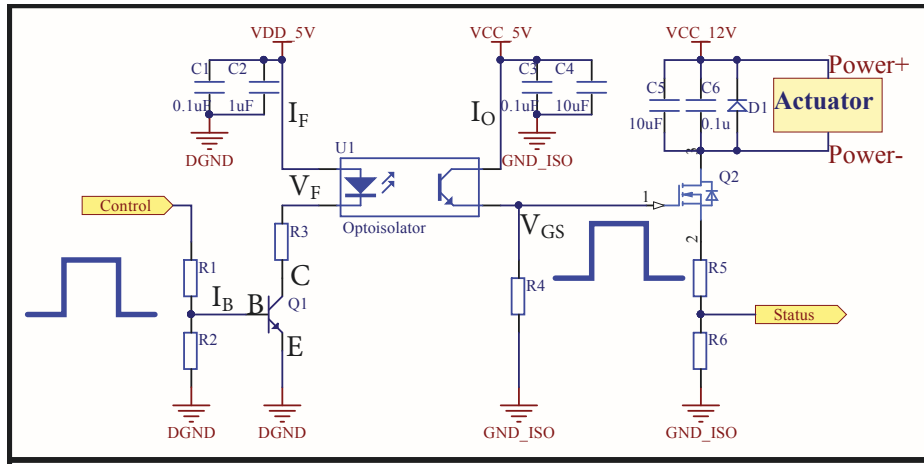 VDD_5V
VCC_5V
VCC_12V
C1
C2
0.1uF
1uF
DGND
I_F
I_O
C3
C4
0.1uF
10uF
GND_ISO
C5
C6
10uF
0.1u
D1
Power+
Actuator
Power-
U1
V_F
Optoisolator
3
Q2
1
2
Control
V_GS
R3
C
R1
I_B
B
Q1
R2
E
R4
R5
Status
R6
DGND
DGND
GND_ISO
GND_ISO